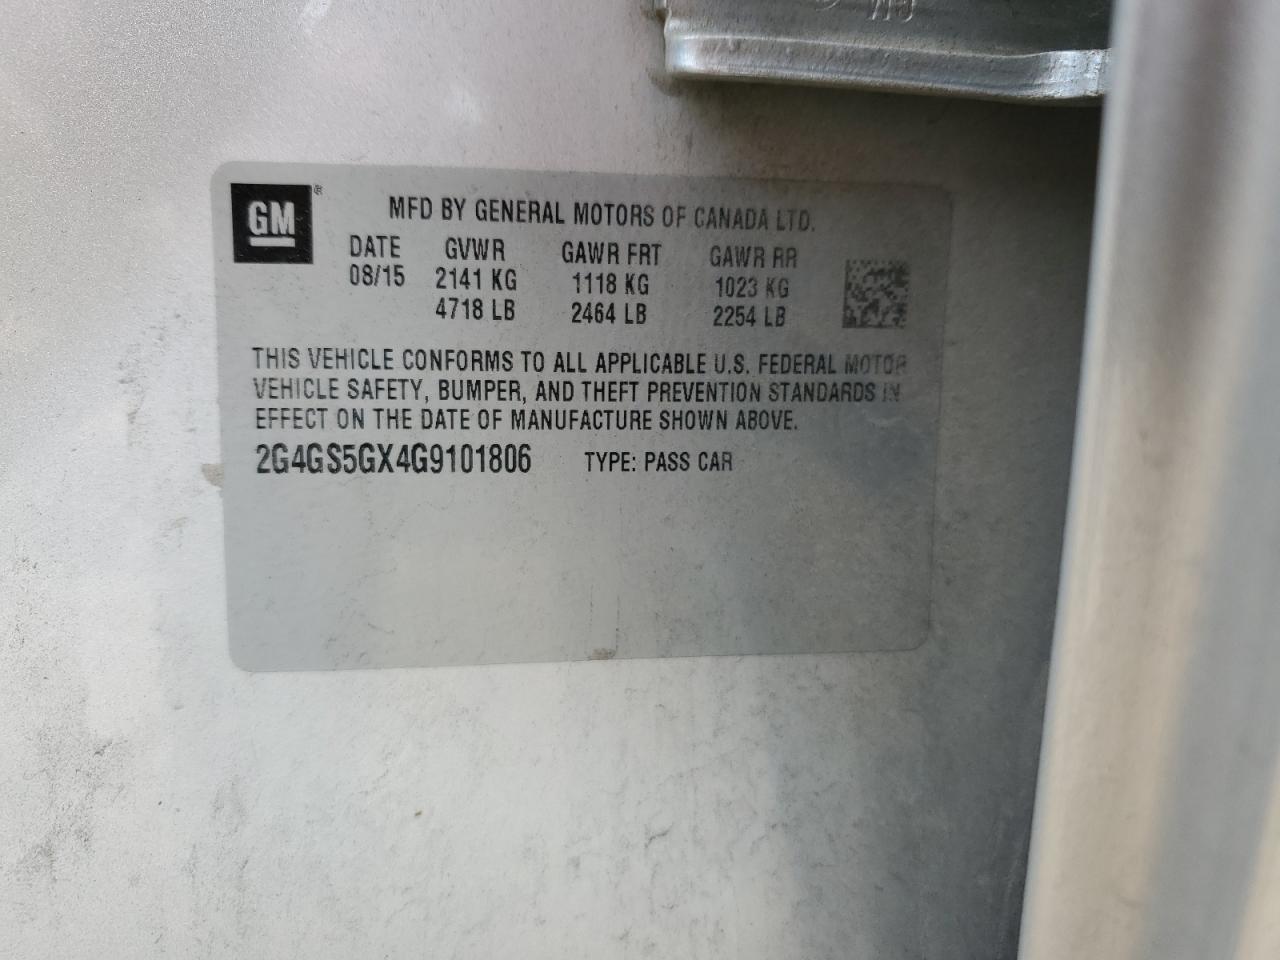 GM
GM ®
MFD BY GENERAL MOTORS OF CANADA LTD.
DATE GVWR GAWR FRT GAWR RR
08/15 2141 KG 1118 KG 1023 KG
4718 LB 2464 LB 2254 LB
THIS VEHICLE CONFORMS TO ALL APPLICABLE U.S. FEDERAL MOTOR
VEHICLE SAFETY, BUMPER, AND THEFT PREVENTION STANDARDS IN
EFFECT ON THE DATE OF MANUFACTURE SHOWN ABOVE.
2G4GS5GX4G9101806 TYPE: PASS CAR